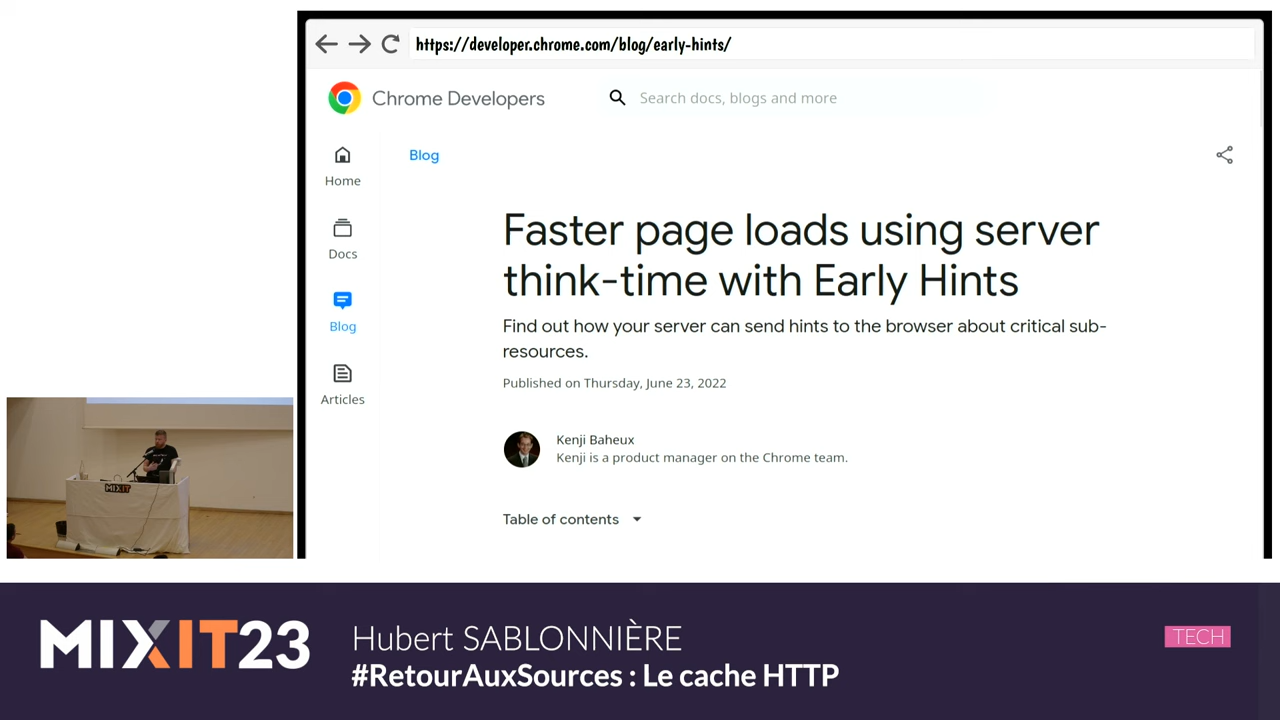 https://developer.chrome.com/blog/early-hints/
Chrome Developers
Search docs, blogs and more
Home
Docs
Blog
Articles
Blog
Faster page loads using server
think-time with Early Hints
Find out how your server can send hints to the browser about critical sub-
resources.
Published on Thursday, June 23, 2022
Kenji Baheux
Kenji is a product manager on the Chrome team.
Table of contents
MIXIT
MIXIT23
Hubert SABLONNIÈRE
#RetourAuxSources : Le cache HTTP
TECH